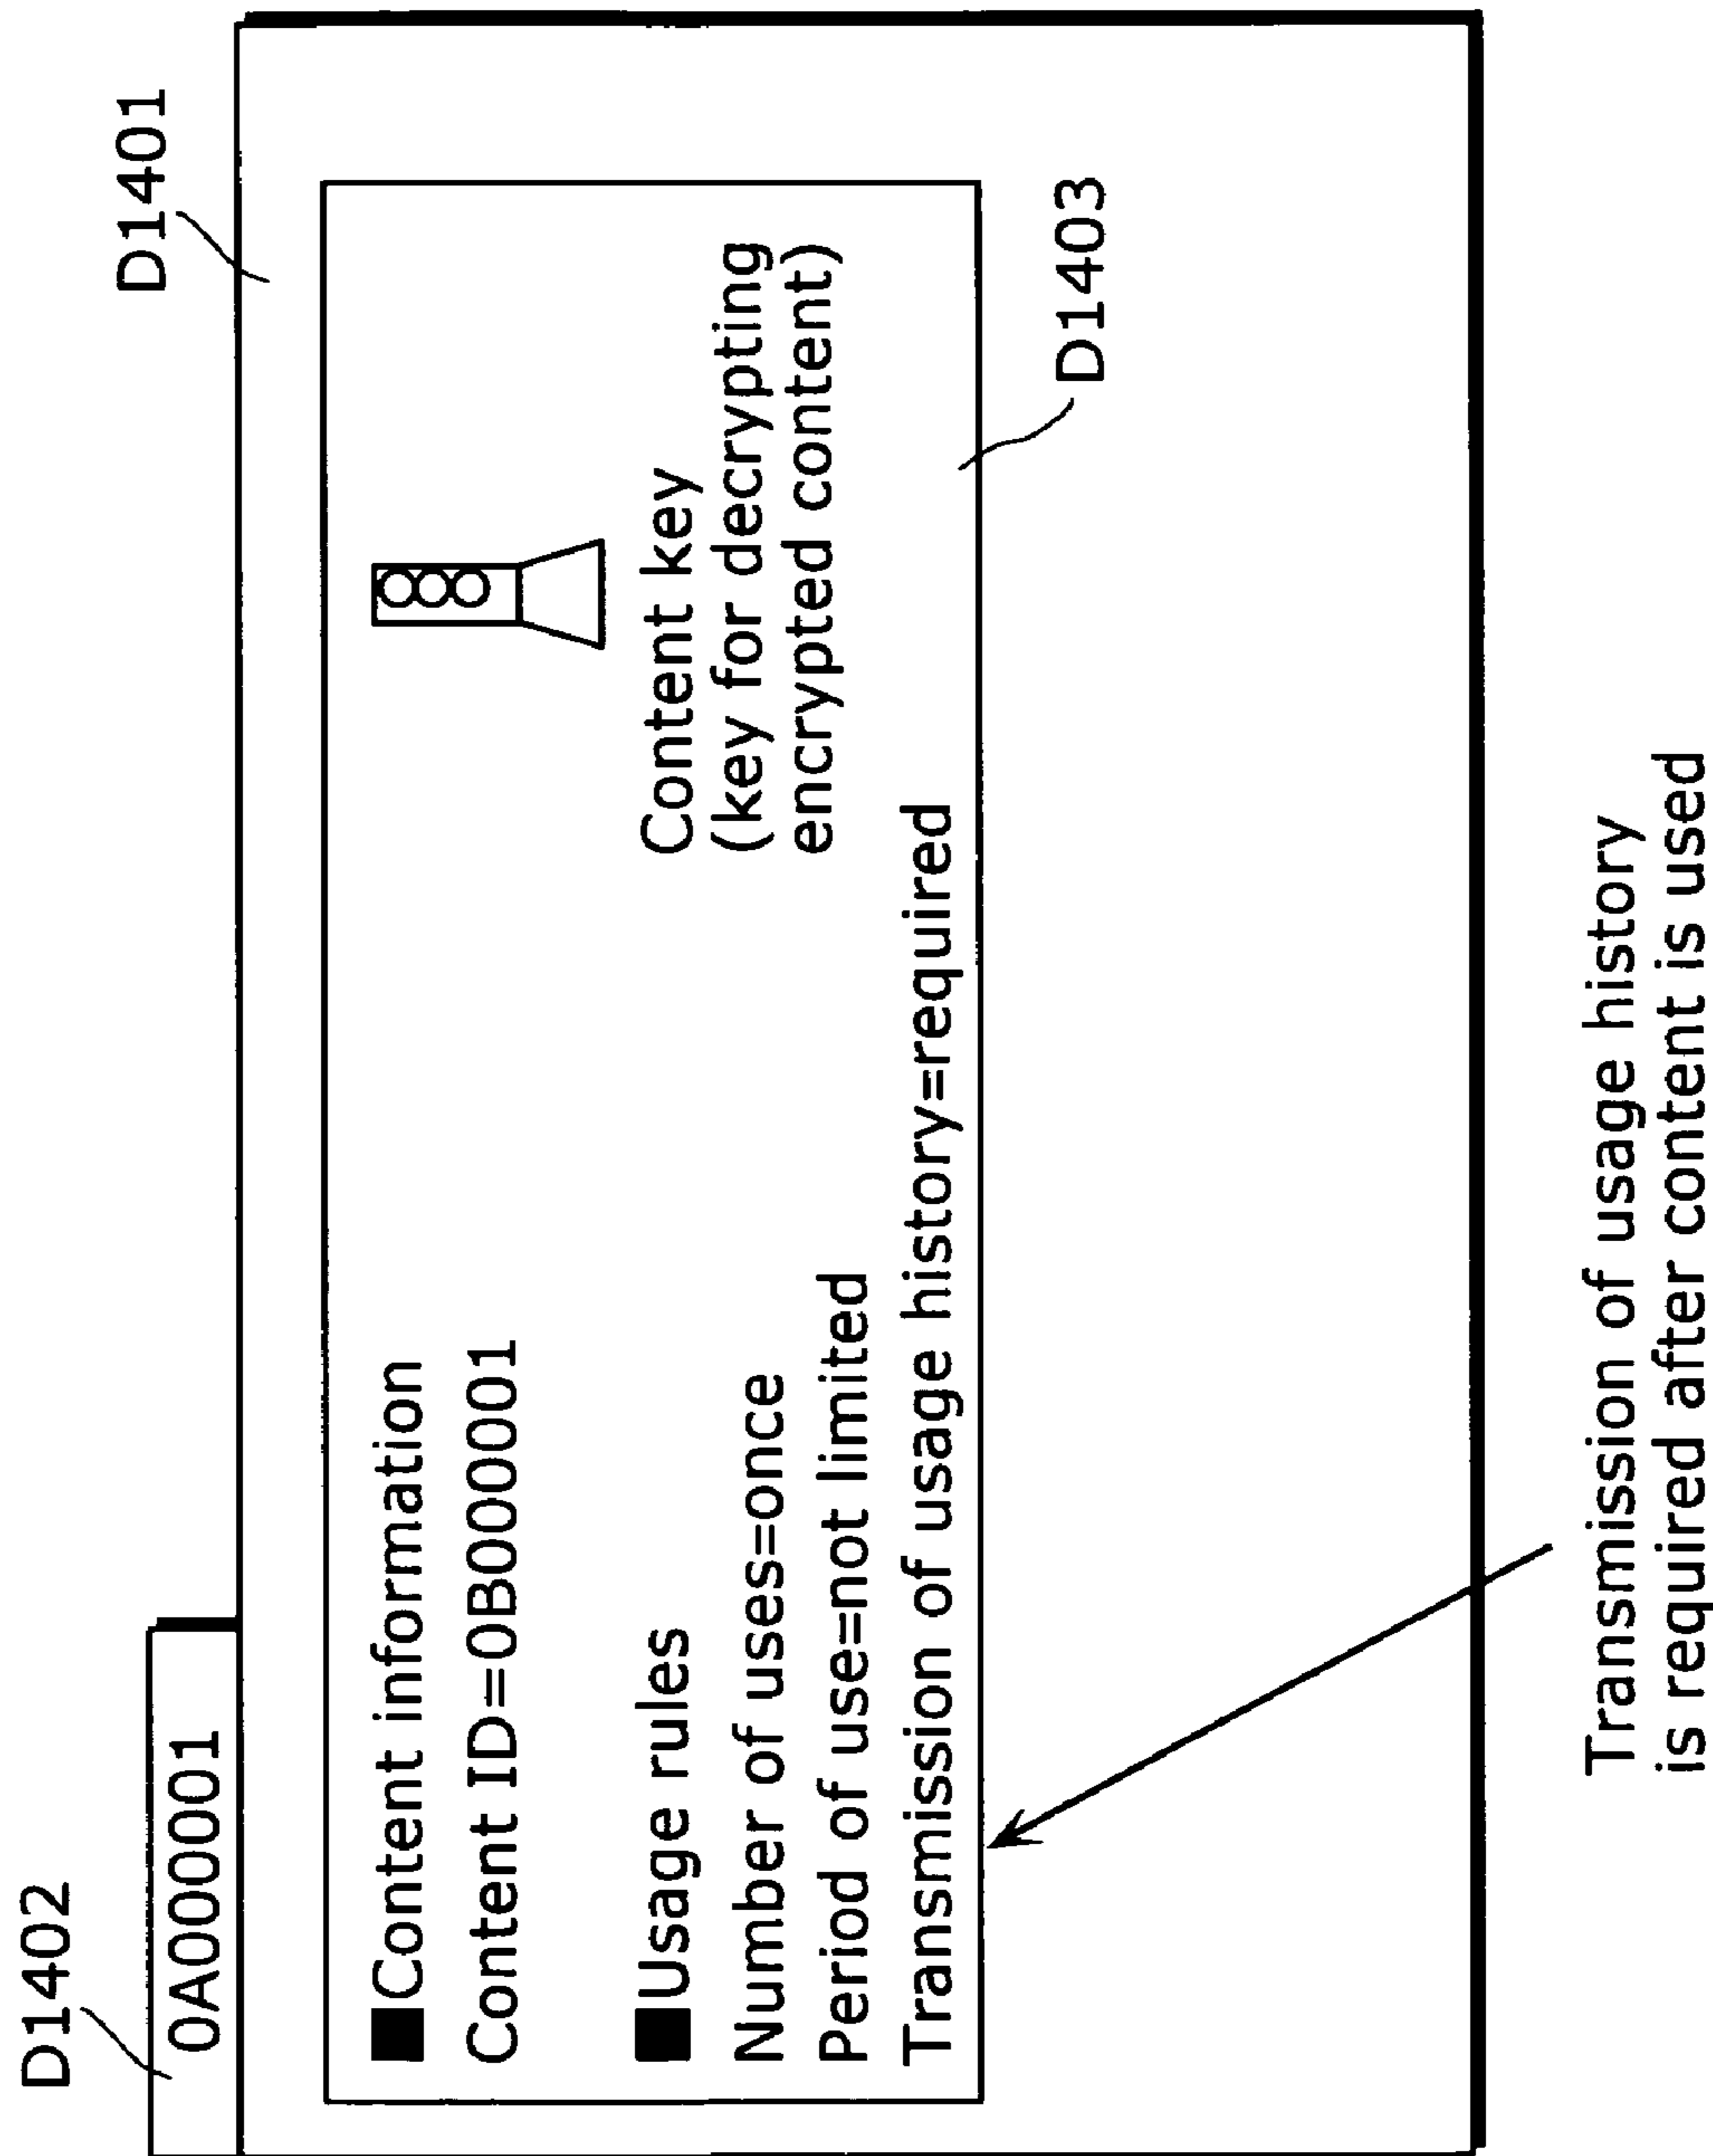 D1402
0A000001
D1401
■Content information
Content ID=0B000001
■Usage rules
Number of uses=once
Period of use=not limited
Transmission of usage history=required
Content key
(key for decrypting
encrypted content)
D1403
Transmission of usage history
is required after content is used